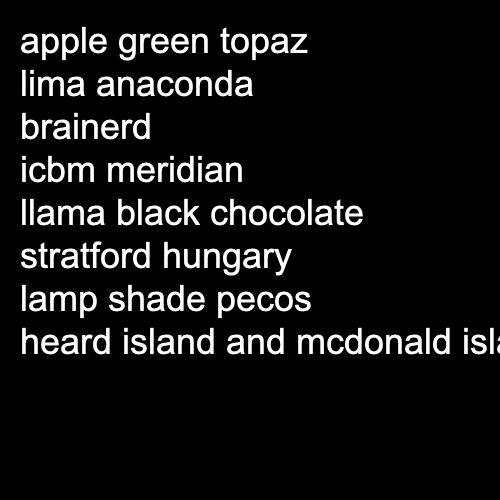 apple green topaz
lima anaconda
brainerd
icbm meridian
llama black chocolate
stratford hungary
lamp shade pecos
heard island and mcdonald